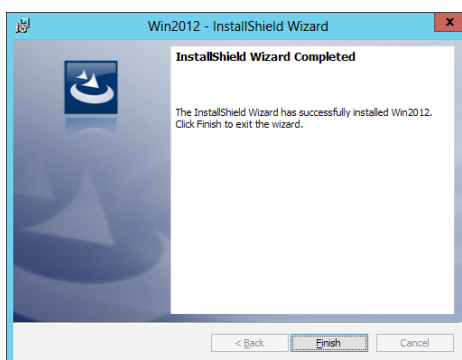 Win2012 - InstallShield Wizard
x
InstallShield Wizard Completed
The InstallShield Wizard has successfully installed Win2012.
Click Finish to exit the wizard.
< Back
Finish
Cancel